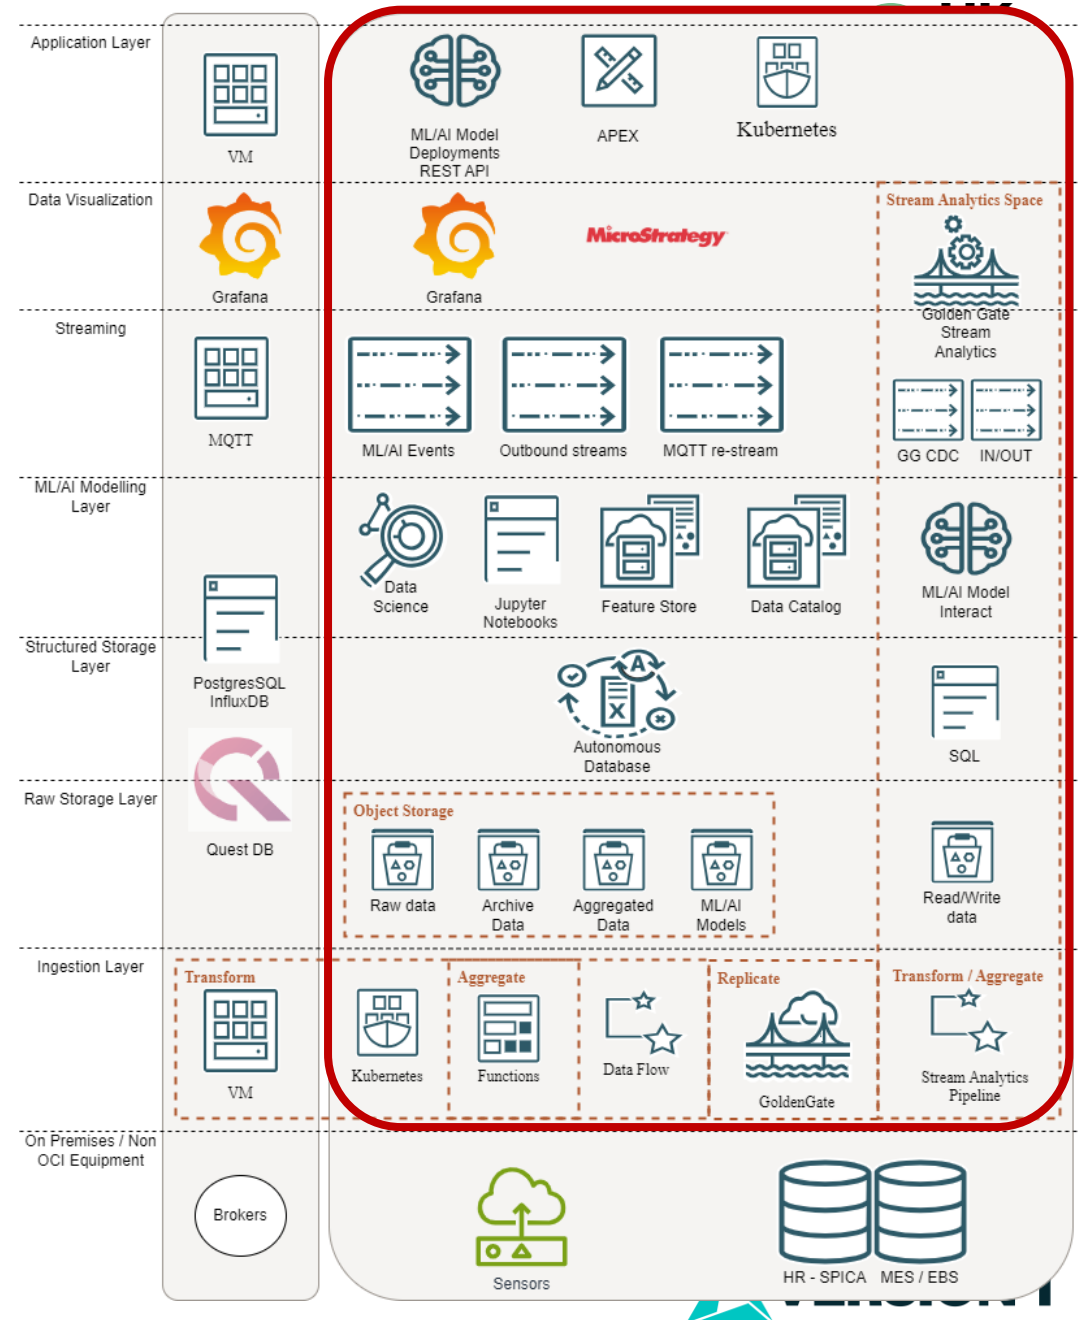 Application Layer
VM
ML/AI Model
Deployments
REST API
APEX
Kubernetes
Data Visualization
Grafana
Grafana
MicroStrategy
Stream Analytics Space
Golden Gate
Stream
Analytics
Streaming
MQTT
ML/AI Events
Outbound streams
MQTT re-stream
GG CDC
IN/OUT
ML/AI Modelling
Layer
Data
Science
Jupyter
Notebooks
Feature Store
Data Catalog
ML/AI Model
Interact
Structured Storage
Layer
PostgresSQL
InfluxDB
A
X
Autonomous
Database
SQL
Raw Storage Layer
Quest DB
Object Storage
Raw data
Archive
Data
Aggregated
Data
ML/AI
Models
Read/Write
data
Ingestion Layer
Transform
VM
Kubernetes
Aggregate
Functions
Data Flow
Replicate
GoldenGate
Transform / Aggregate
Stream Analytics
Pipeline
On Premises / Non
OCI Equipment
Brokers
Sensors
HR - SPICA
MES / EBS
VERSION 1